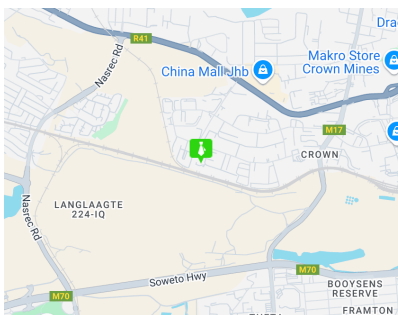 Dra
R41
Nasrec Rd
Makro Store
Crown Mines
China Mall Jhb
M17
CROWN
LANGLAAGTE
224-IQ
Nasrec Rd
Soweto Hwy
M70
M70
BOOYSENS
RESERVE
FRAMTON